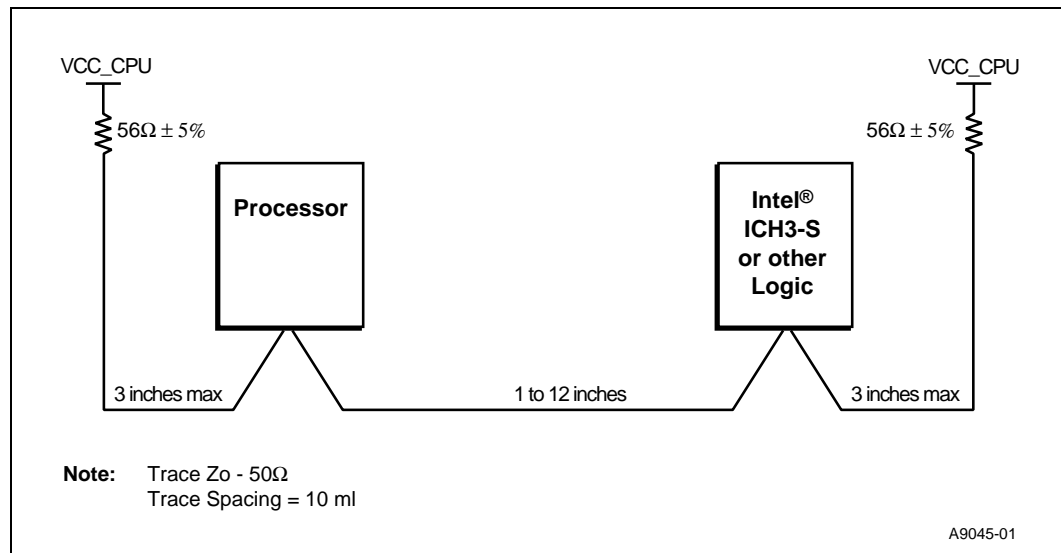 VCC_CPU
VCC_CPU
56Ω ± 5%
56Ω ± 5%
Processor
Intel®
ICH3-S
or other
Logic
3 inches max
1 to 12 inches
3 inches max
Note: Trace Zo - 50Ω
Trace Spacing = 10 ml
A9045-01